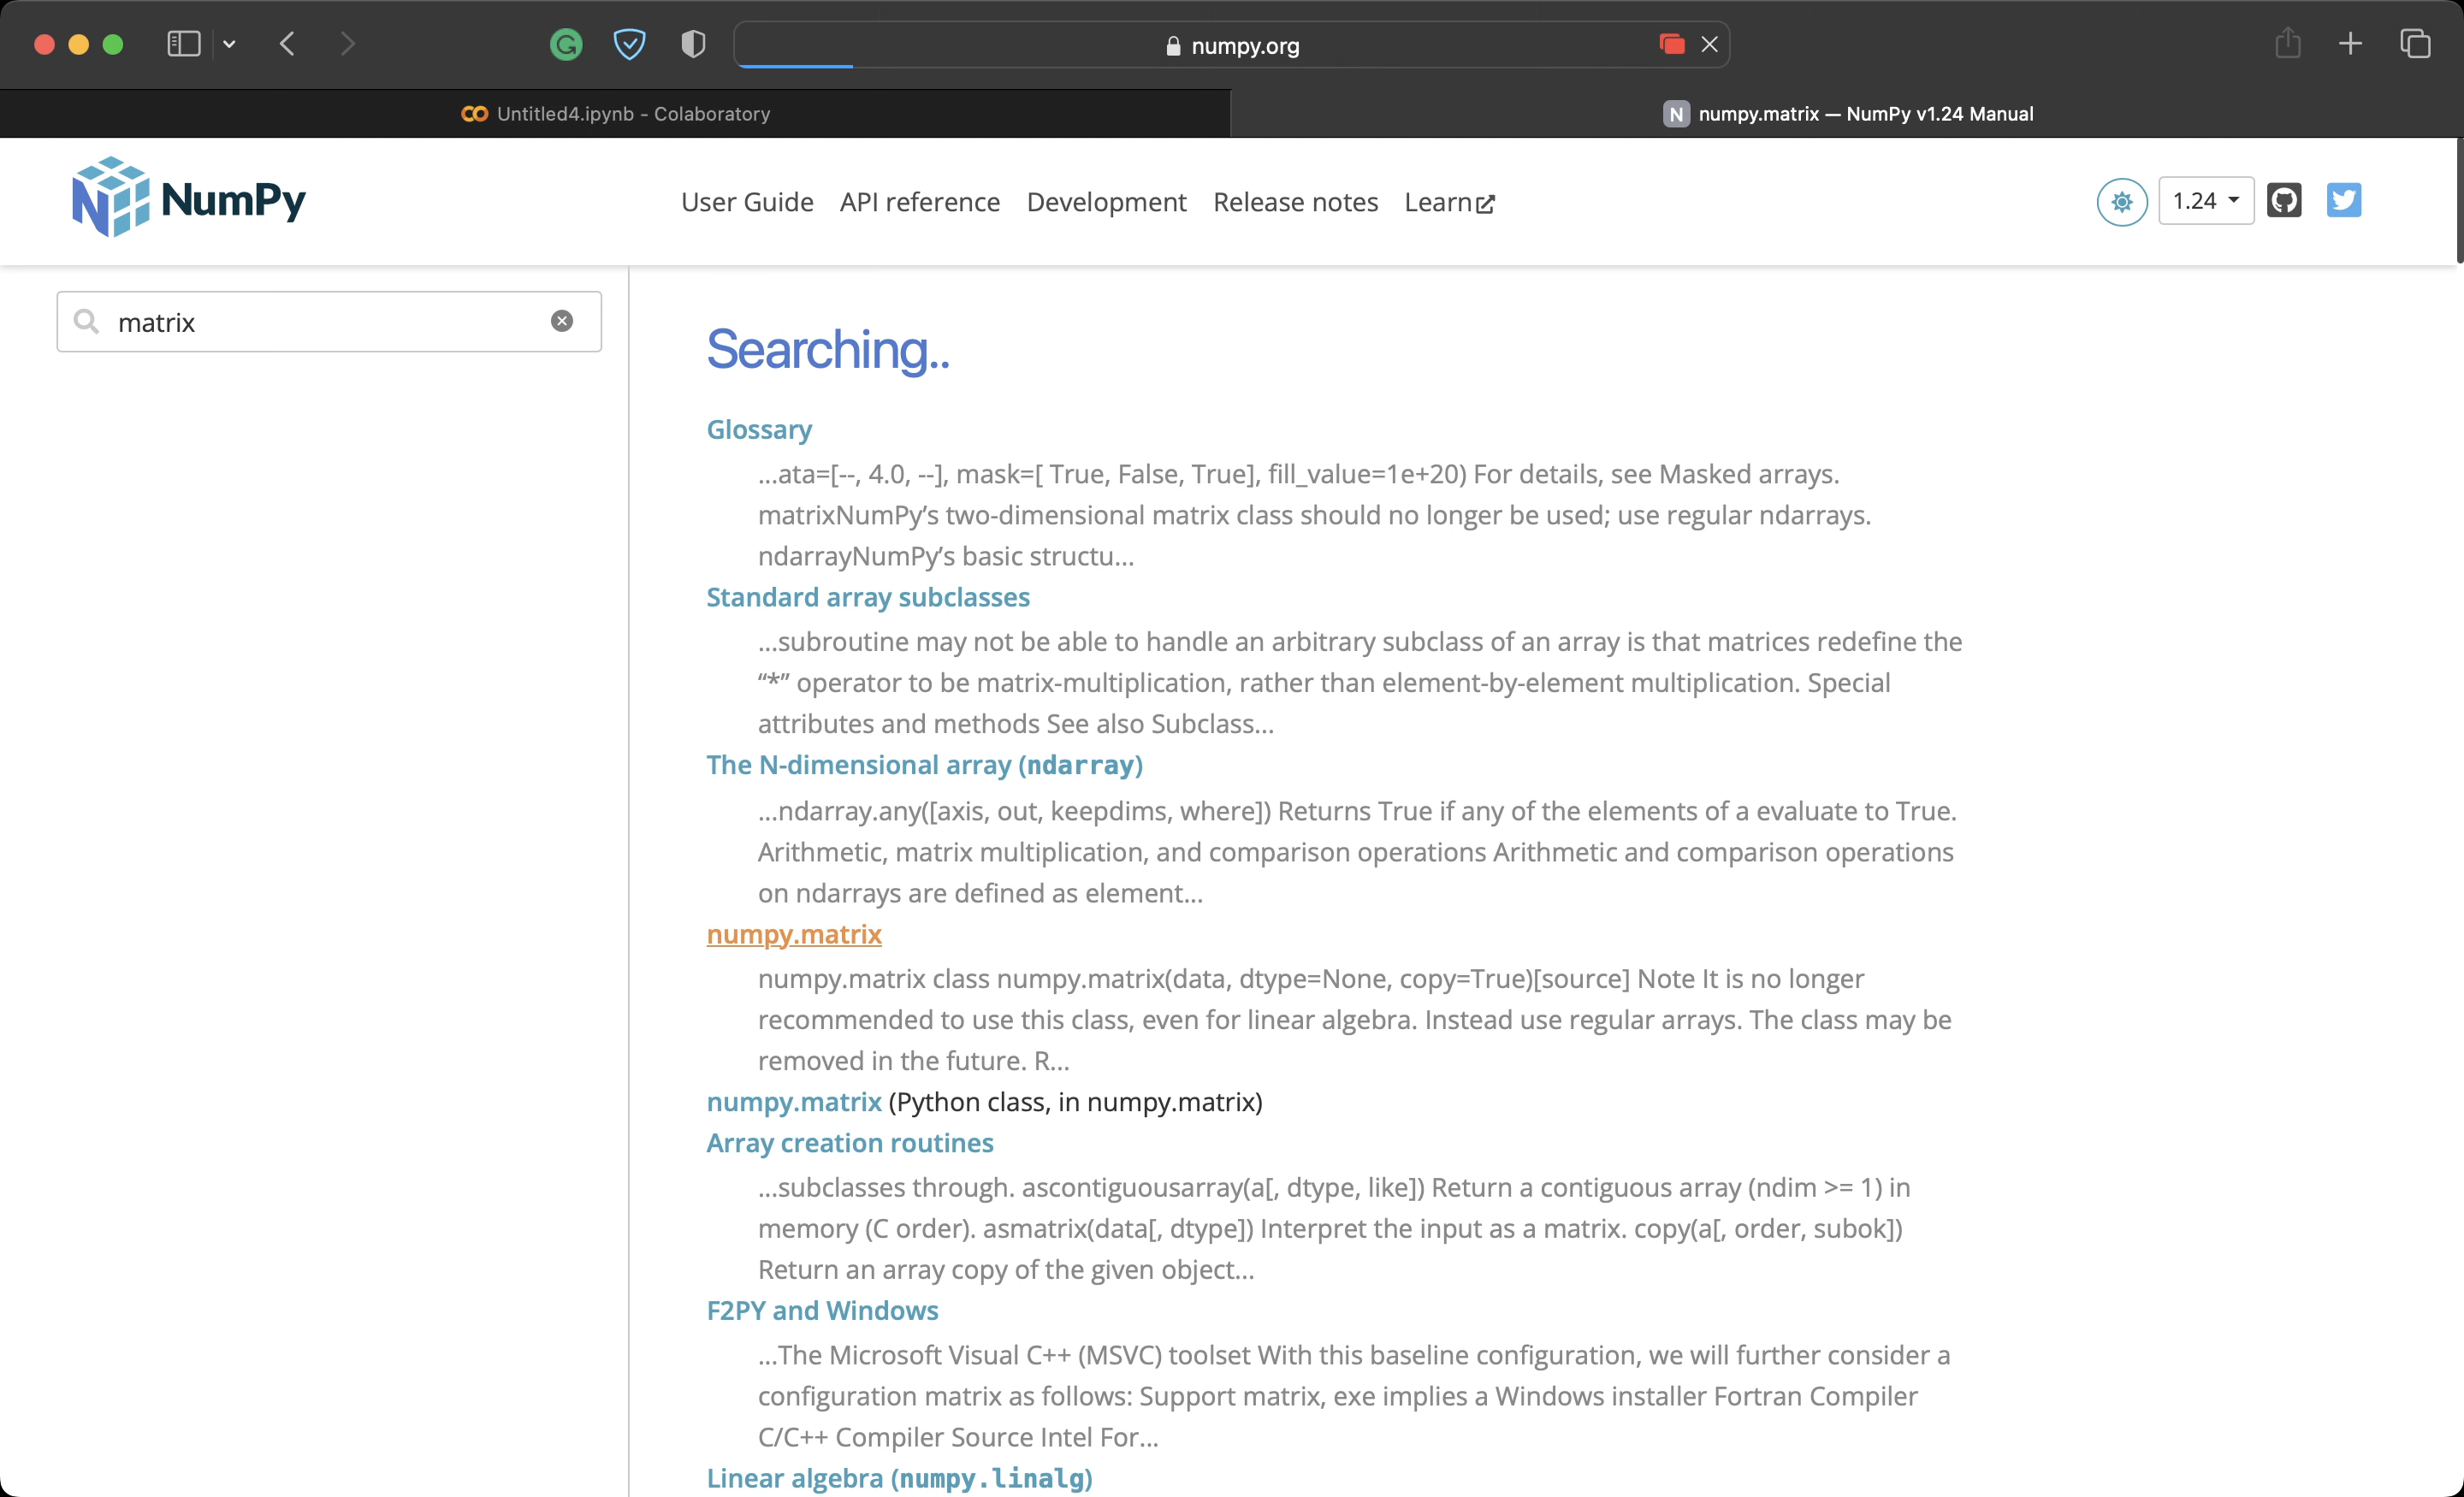 numpy.org
Untitled4.ipynb - Colaboratory
N numpy.matrix — NumPy v1.24 Manual
NumPy
User Guide API reference Development Release notes Learn
1.24
matrix
Searching..
Glossary
...ata=[--, 4.0, --], mask=[ True, False, True], fill_value=1e+20) For details, see Masked arrays.
matrixNumPy’s two-dimensional matrix class should no longer be used; use regular ndarrays.
ndarrayNumPy’s basic structu...
Standard array subclasses
...subroutine may not be able to handle an arbitrary subclass of an array is that matrices redefine the
“*” operator to be matrix-multiplication, rather than element-by-element multiplication. Special
attributes and methods See also Subclass...
The N-dimensional array (ndarray)
...ndarray.any([axis, out, keepdims, where]) Returns True if any of the elements of a evaluate to True.
Arithmetic, matrix multiplication, and comparison operations Arithmetic and comparison operations
on ndarrays are defined as element...
numpy.matrix
numpy.matrix class numpy.matrix(data, dtype=None, copy=True)[source] Note It is no longer
recommended to use this class, even for linear algebra. Instead use regular arrays. The class may be
removed in the future. R...
numpy.matrix (Python class, in numpy.matrix)
Array creation routines
...subclasses through. ascontiguousarray(a[, dtype, like]) Return a contiguous array (ndim >= 1) in
memory (C order). asmatrix(data[, dtype]) Interpret the input as a matrix. copy(a[, order, subok])
Return an array copy of the given object...
F2PY and Windows
...The Microsoft Visual C++ (MSVC) toolset With this baseline configuration, we will further consider a
configuration matrix as follows: Support matrix, exe implies a Windows installer Fortran Compiler
C/C++ Compiler Source Intel For...
Linear algebra (numpy.linalg)